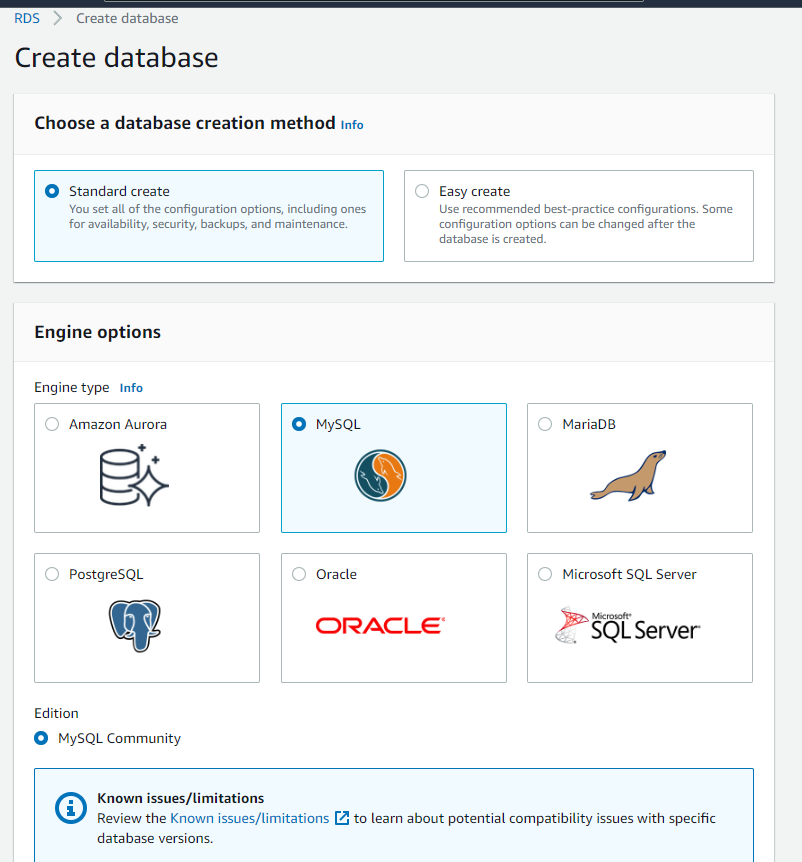 RDS > Create database
Create database
Choose a database creation method Info
Standard create
You set all of the configuration options, including ones
for availability, security, backups, and maintenance.
Easy create
Use recommended best-practice configurations. Some
configuration options can be changed after the
database is created.
Engine options
Engine type Info
Amazon Aurora
MySQL
MariaDB
PostgreSQL
Oracle
ORACLE®
Microsoft SQL Server
Microsoft®
SQL Server®
Edition
MySQL Community
Known issues/limitations
Review the Known issues/limitations to learn about potential compatibility issues with specific
database versions.